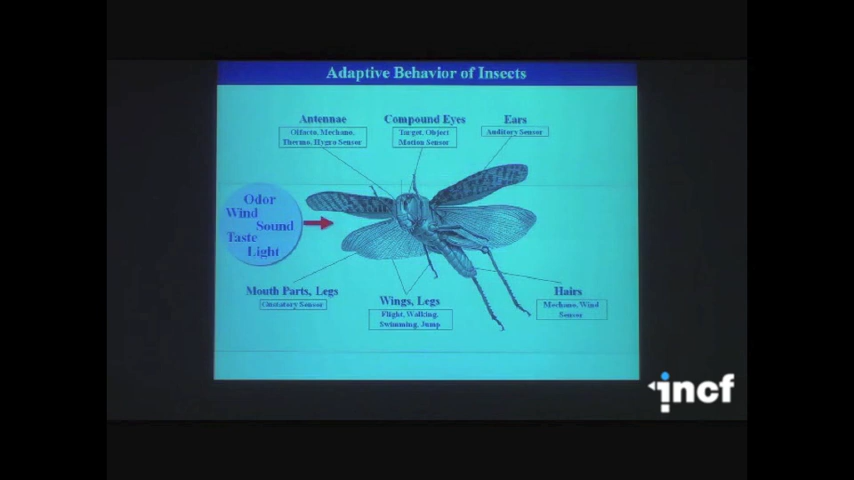 Adaptive Behavior of Insects
Antennae
Olfacto, Mechano,
Thermo, Hygro Sensor
Compound Eyes
Target, Object
Motion Sensor
Ears
Auditory Sensor
Odor
Wind
Sound
Taste
Light
Mouth Parts, Legs
Gustatory Sensor
Wings, Legs
Flight, Walking,
Swimming, Jump
Hairs
Mechano, Wind
Sensor
incf